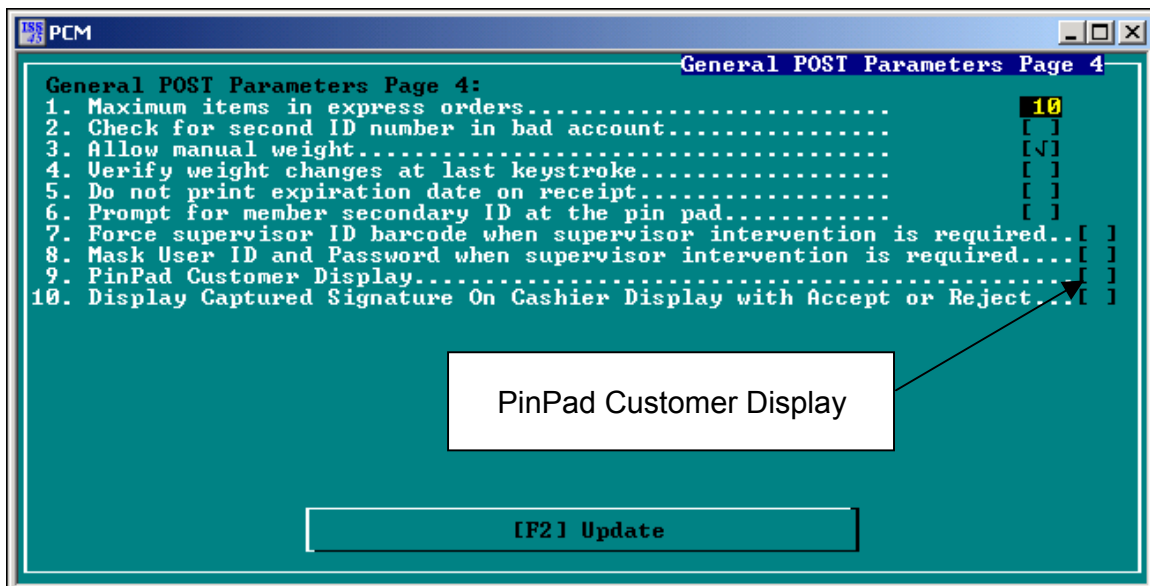 ISS 45 PCM
General POST Parameters Page 4
General POST Parameters Page 4:
1. Maximum items in express orders................................ 10
2. Check for second ID number in bad account................... [ ]
3. Allow manual weight.............................................. [√]
4. Verify weight changes at last keystroke..................... [ ]
5. Do not print expiration date on receipt..................... [ ]
6. Prompt for member secondary ID at the pin pad............. [ ]
7. Force supervisor ID barcode when supervisor intervention is required..[ ]
8. Mask User ID and Password when supervisor intervention is required....[ ]
9. PinPad Customer Display.........................................................[ ]
10. Display Captured Signature On Cashier Display with Accept or Reject...[ ]
PinPad Customer Display
[F2] Update